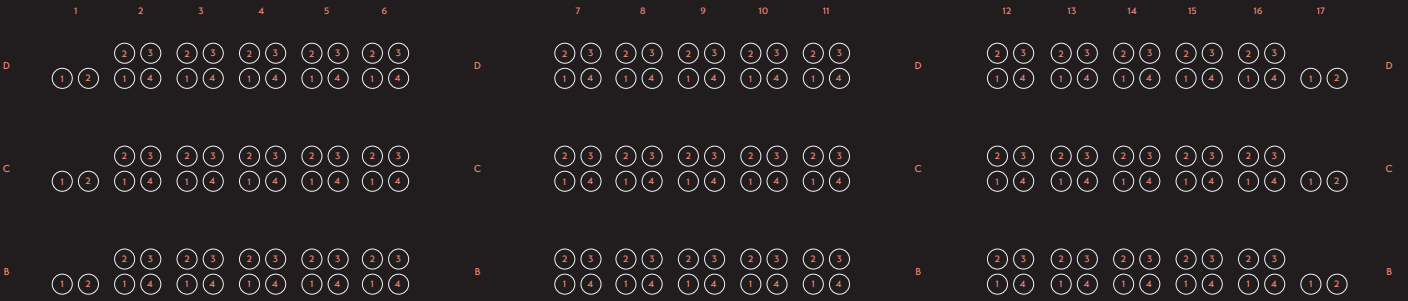 1 2 3 4 5 6 7 8 9 10 11 12 13 14 15 16 17
2 3 2 3 2 3 2 3 2 3 2 3 2 3 2 3 2 3 2 3 2 3 2 3 2 3 2 3 2 3
D D D D
1 2 1 4 1 4 1 4 1 4 1 4 1 4 1 4 1 4 1 4 1 4 1 4 1 4 1 4 1 4 1 4 1 2
2 3 2 3 2 3 2 3 2 3 2 3 2 3 2 3 2 3 2 3 2 3 2 3 2 3 2 3 2 3
C C C C
1 2 1 4 1 4 1 4 1 4 1 4 1 4 1 4 1 4 1 4 1 4 1 4 1 4 1 4 1 4 1 4 1 2
2 3 2 3 2 3 2 3 2 3 2 3 2 3 2 3 2 3 2 3 2 3 2 3 2 3 2 3 2 3
B B B B
1 2 1 4 1 4 1 4 1 4 1 4 1 4 1 4 1 4 1 4 1 4 1 4 1 4 1 4 1 4 1 4 1 2